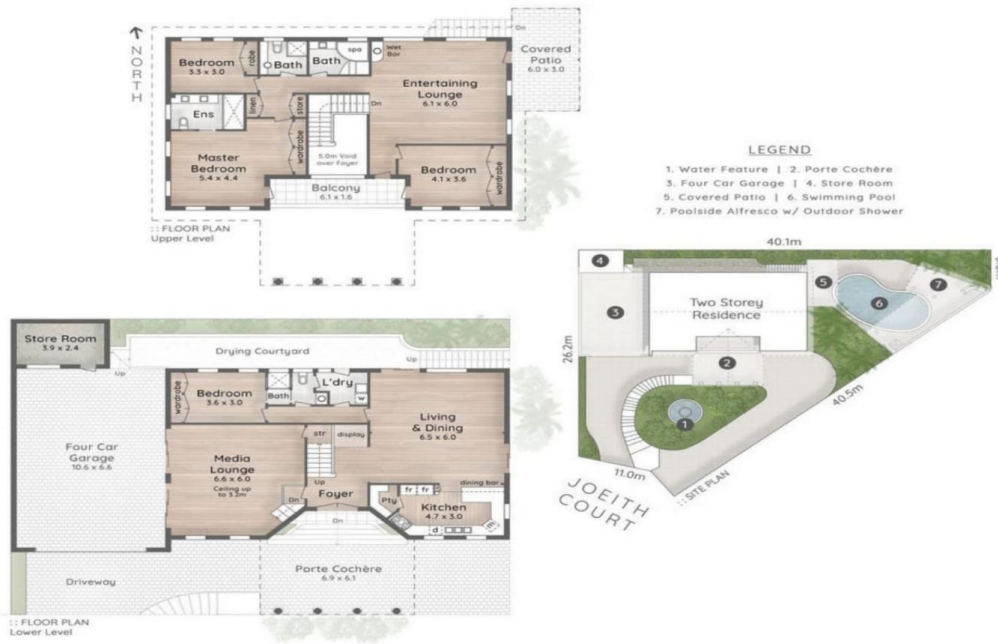 NORTH
Bedroom
3.3 x 3.0
robe
Bath
Bath
spa
Wet
Bar
Dn
Covered
Patio
6.0 x 3.0
Entertaining
Lounge
6.1 x 6.0
linen
store
Dn
Ens
wardrobe
5.0m Void
over Foyer
Master
Bedroom
5.4 x 4.4
Bedroom
4.1 x 3.6
wardrobe
Balcony
6.1 x 1.6
:: FLOOR PLAN
Upper Level
LEGEND
1. Water Feature | 2. Porte Cochère
3. Four Car Garage | 4. Store Room
5. Covered Patio | 6. Swimming Pool
7. Poolside Alfresco w/ Outdoor Shower
40.1m
4
5
7
6
3
Two Storey
Residence
2
26.2m
40.5m
1
11.0m
JOEITH
COURT
:: SITE PLAN
Store Room
3.9 x 2.4
Up
Drying Courtyard
Up
wardrobe
Bedroom
3.6 x 3.0
Bath
L'dry
w
Living
& Dining
6.5 x 6.0
str
display
Four Car
Garage
10.6 x 6.6
Media
Lounge
6.6 x 6.0
Ceiling up
to 3.2m
Up
Dn
Foyer
Dn
fr
fr
dining bar
Pty
Kitchen
4.7 x 3.0
d
m
Driveway
Porte Cochère
6.9 x 6.1
:: FLOOR PLAN
Lower Level